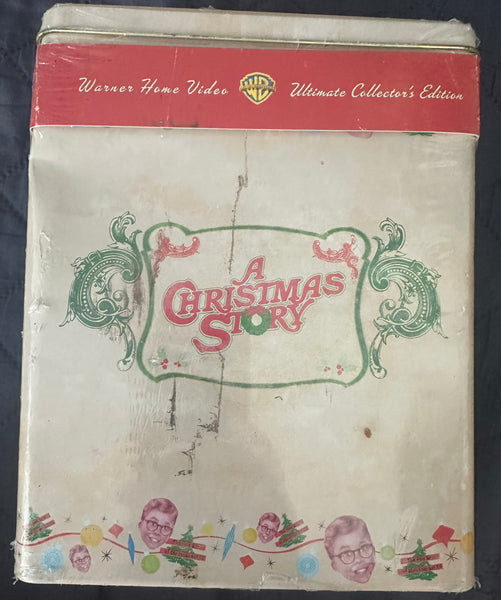 Warner Home Video WB Ultimate Collector's Edition
A
CHRISTMAS
STORY